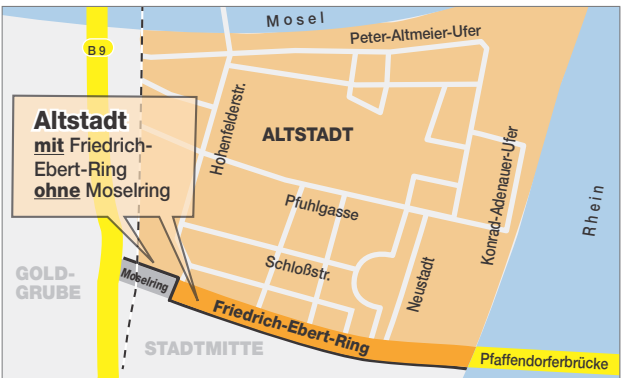 Mosel
Peter-Altmeier-Ufer
B 9
Hohenfelderstr.
Altstadt
mit Friedrich-
Ebert-Ring
ohne Moselring
ALTSTADT
Konrad-Adenauer-Ufer
Rhein
Pfuhlgasse
Schloßstr.
Neustadt
GOLD-
GRUBE
Moselring
Friedrich-Ebert-Ring
STADTMITTE
Pfaffendorferbrücke